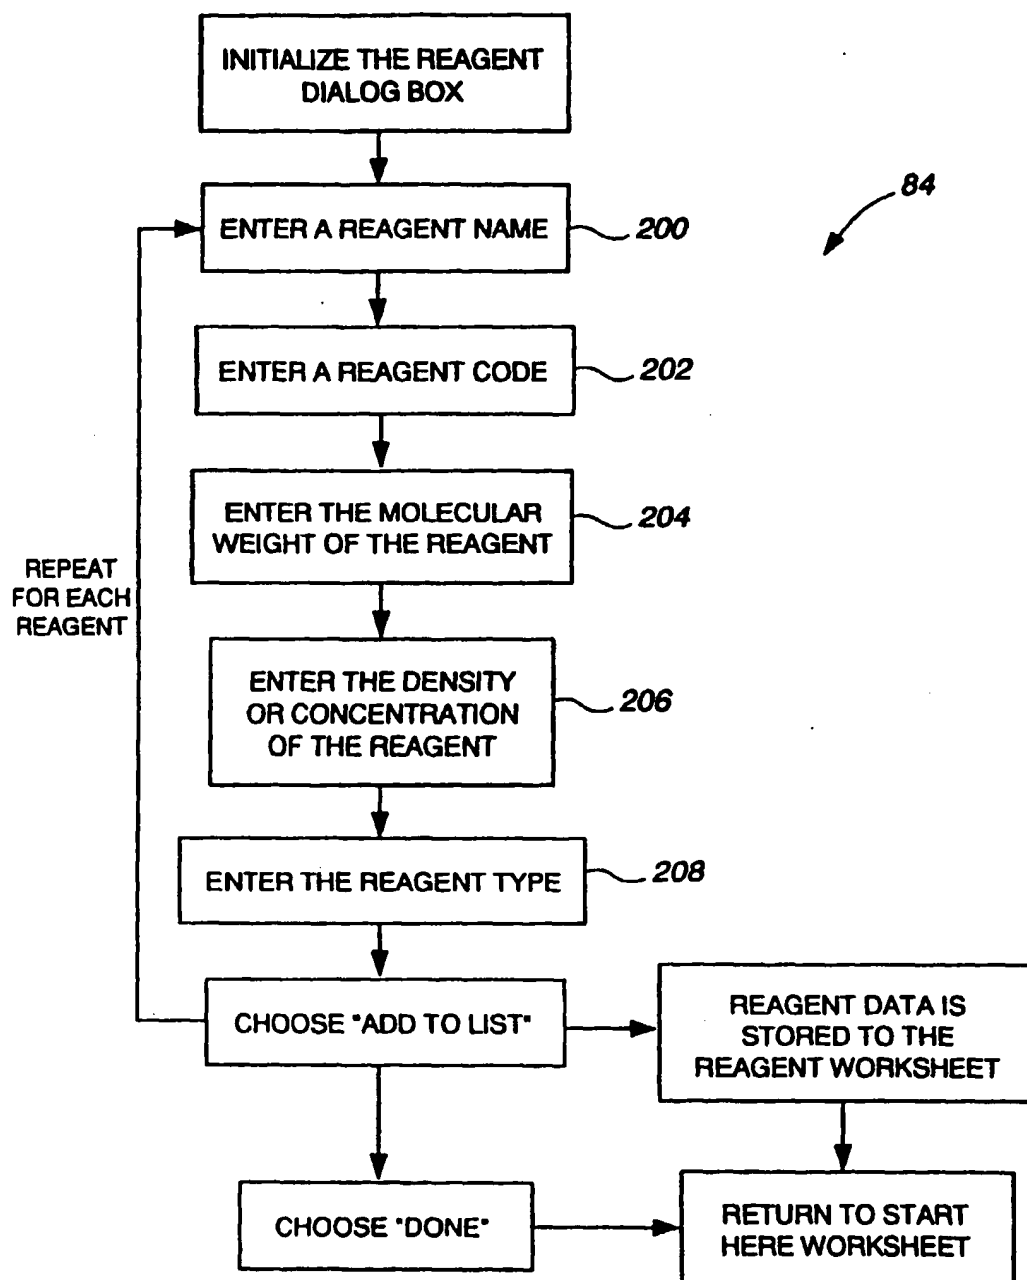 INITIALIZE THE REAGENT
DIALOG BOX
84
ENTER A REAGENT NAME
200
ENTER A REAGENT CODE
202
ENTER THE MOLECULAR
WEIGHT OF THE REAGENT
204
REPEAT
FOR EACH
REAGENT
ENTER THE DENSITY
OR CONCENTRATION
OF THE REAGENT
206
ENTER THE REAGENT TYPE
208
CHOOSE "ADD TO LIST"
REAGENT DATA IS
STORED TO THE
REAGENT WORKSHEET
CHOOSE "DONE"
RETURN TO START
HERE WORKSHEET